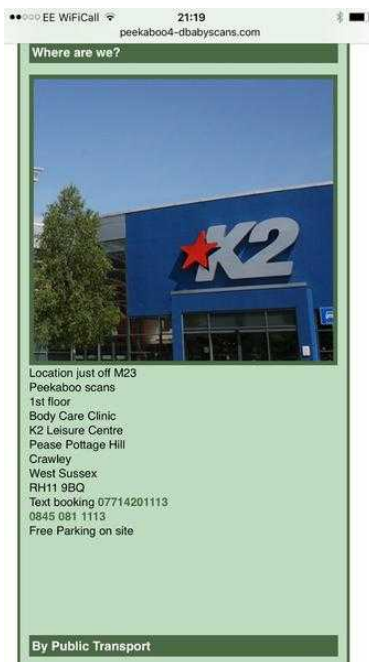 EE WiFiCall 21:19
peekaboo4-dbabyscans.com
Where are we?
K2
Location just off M23
Peekaboo scans
1st floor
Body Care Clinic
K2 Leisure Centre
Pease Pottage Hill
Crawley
West Sussex
RH11 9BQ
Text booking 07714201113
0845 081 1113
Free Parking on site
By Public Transport